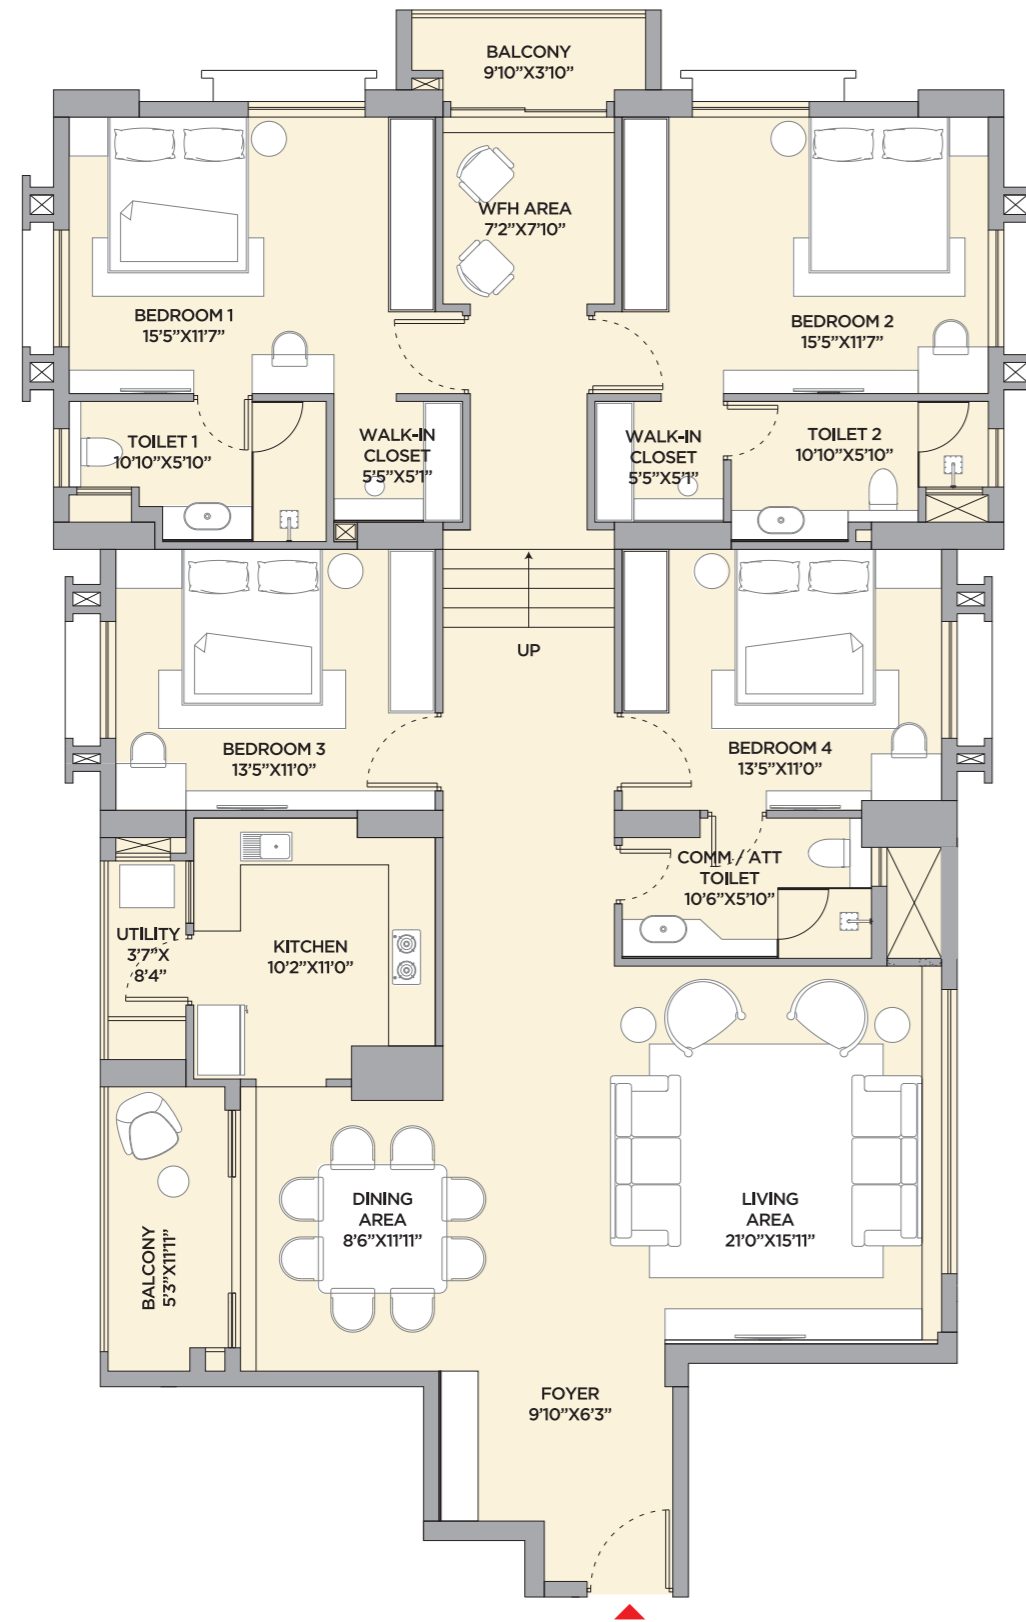 BALCONY
9'10"X3'10"
WFH AREA
7'2"X7'10"
BEDROOM 1
15'5"X11'7"
BEDROOM 2
15'5"X11'7"
TOILET 1
10'10"X5'10"
WALK-IN
CLOSET
5'5"X5'1"
WALK-IN
CLOSET
5'5"X5'1"
TOILET 2
10'10"X5'10"
UP
BEDROOM 3
13'5"X11'0"
BEDROOM 4
13'5"X11'0"
COMM / ATT
TOILET
10'6"X5'10"
UTILITY
3'7"X
8'4"
KITCHEN
10'2"X11'0"
BALCONY
5'3"X11'11"
DINING
AREA
8'6"X11'11"
LIVING
AREA
21'0"X15'11"
FOYER
9'10"X6'3"